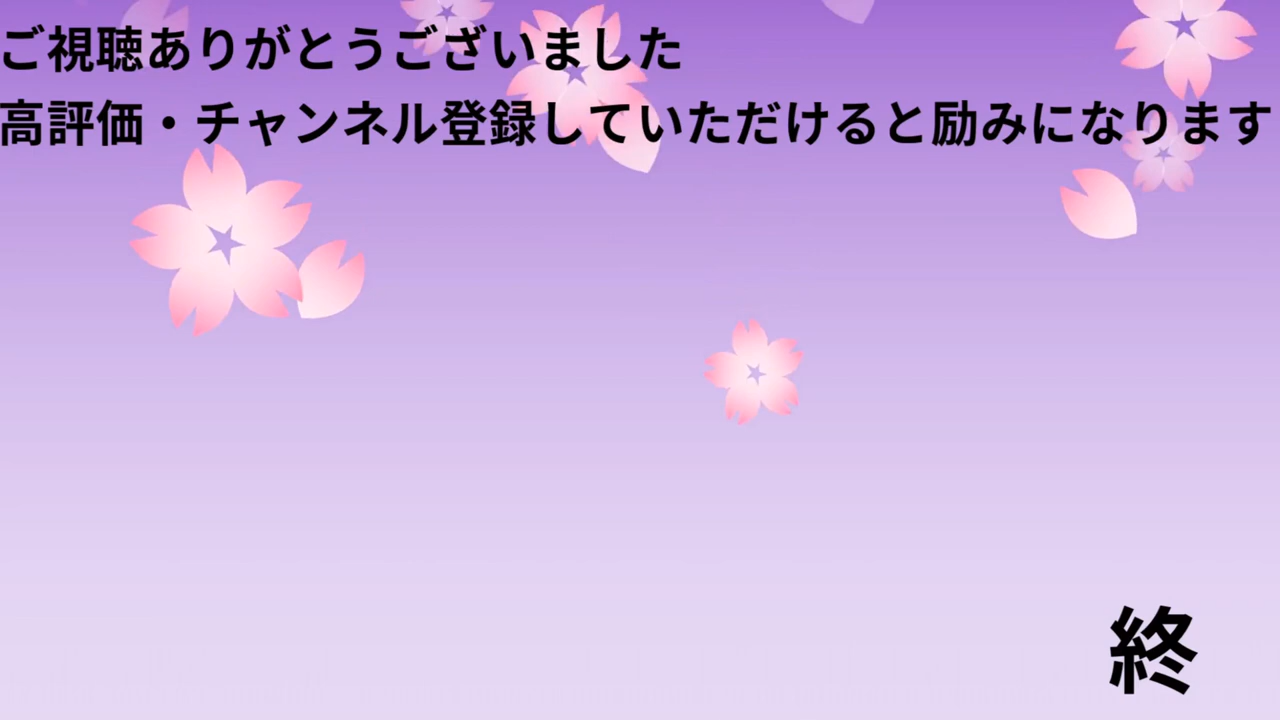 ご視聴ありがとうございました
高評価・チャンネル登録していただけると励みになります
終